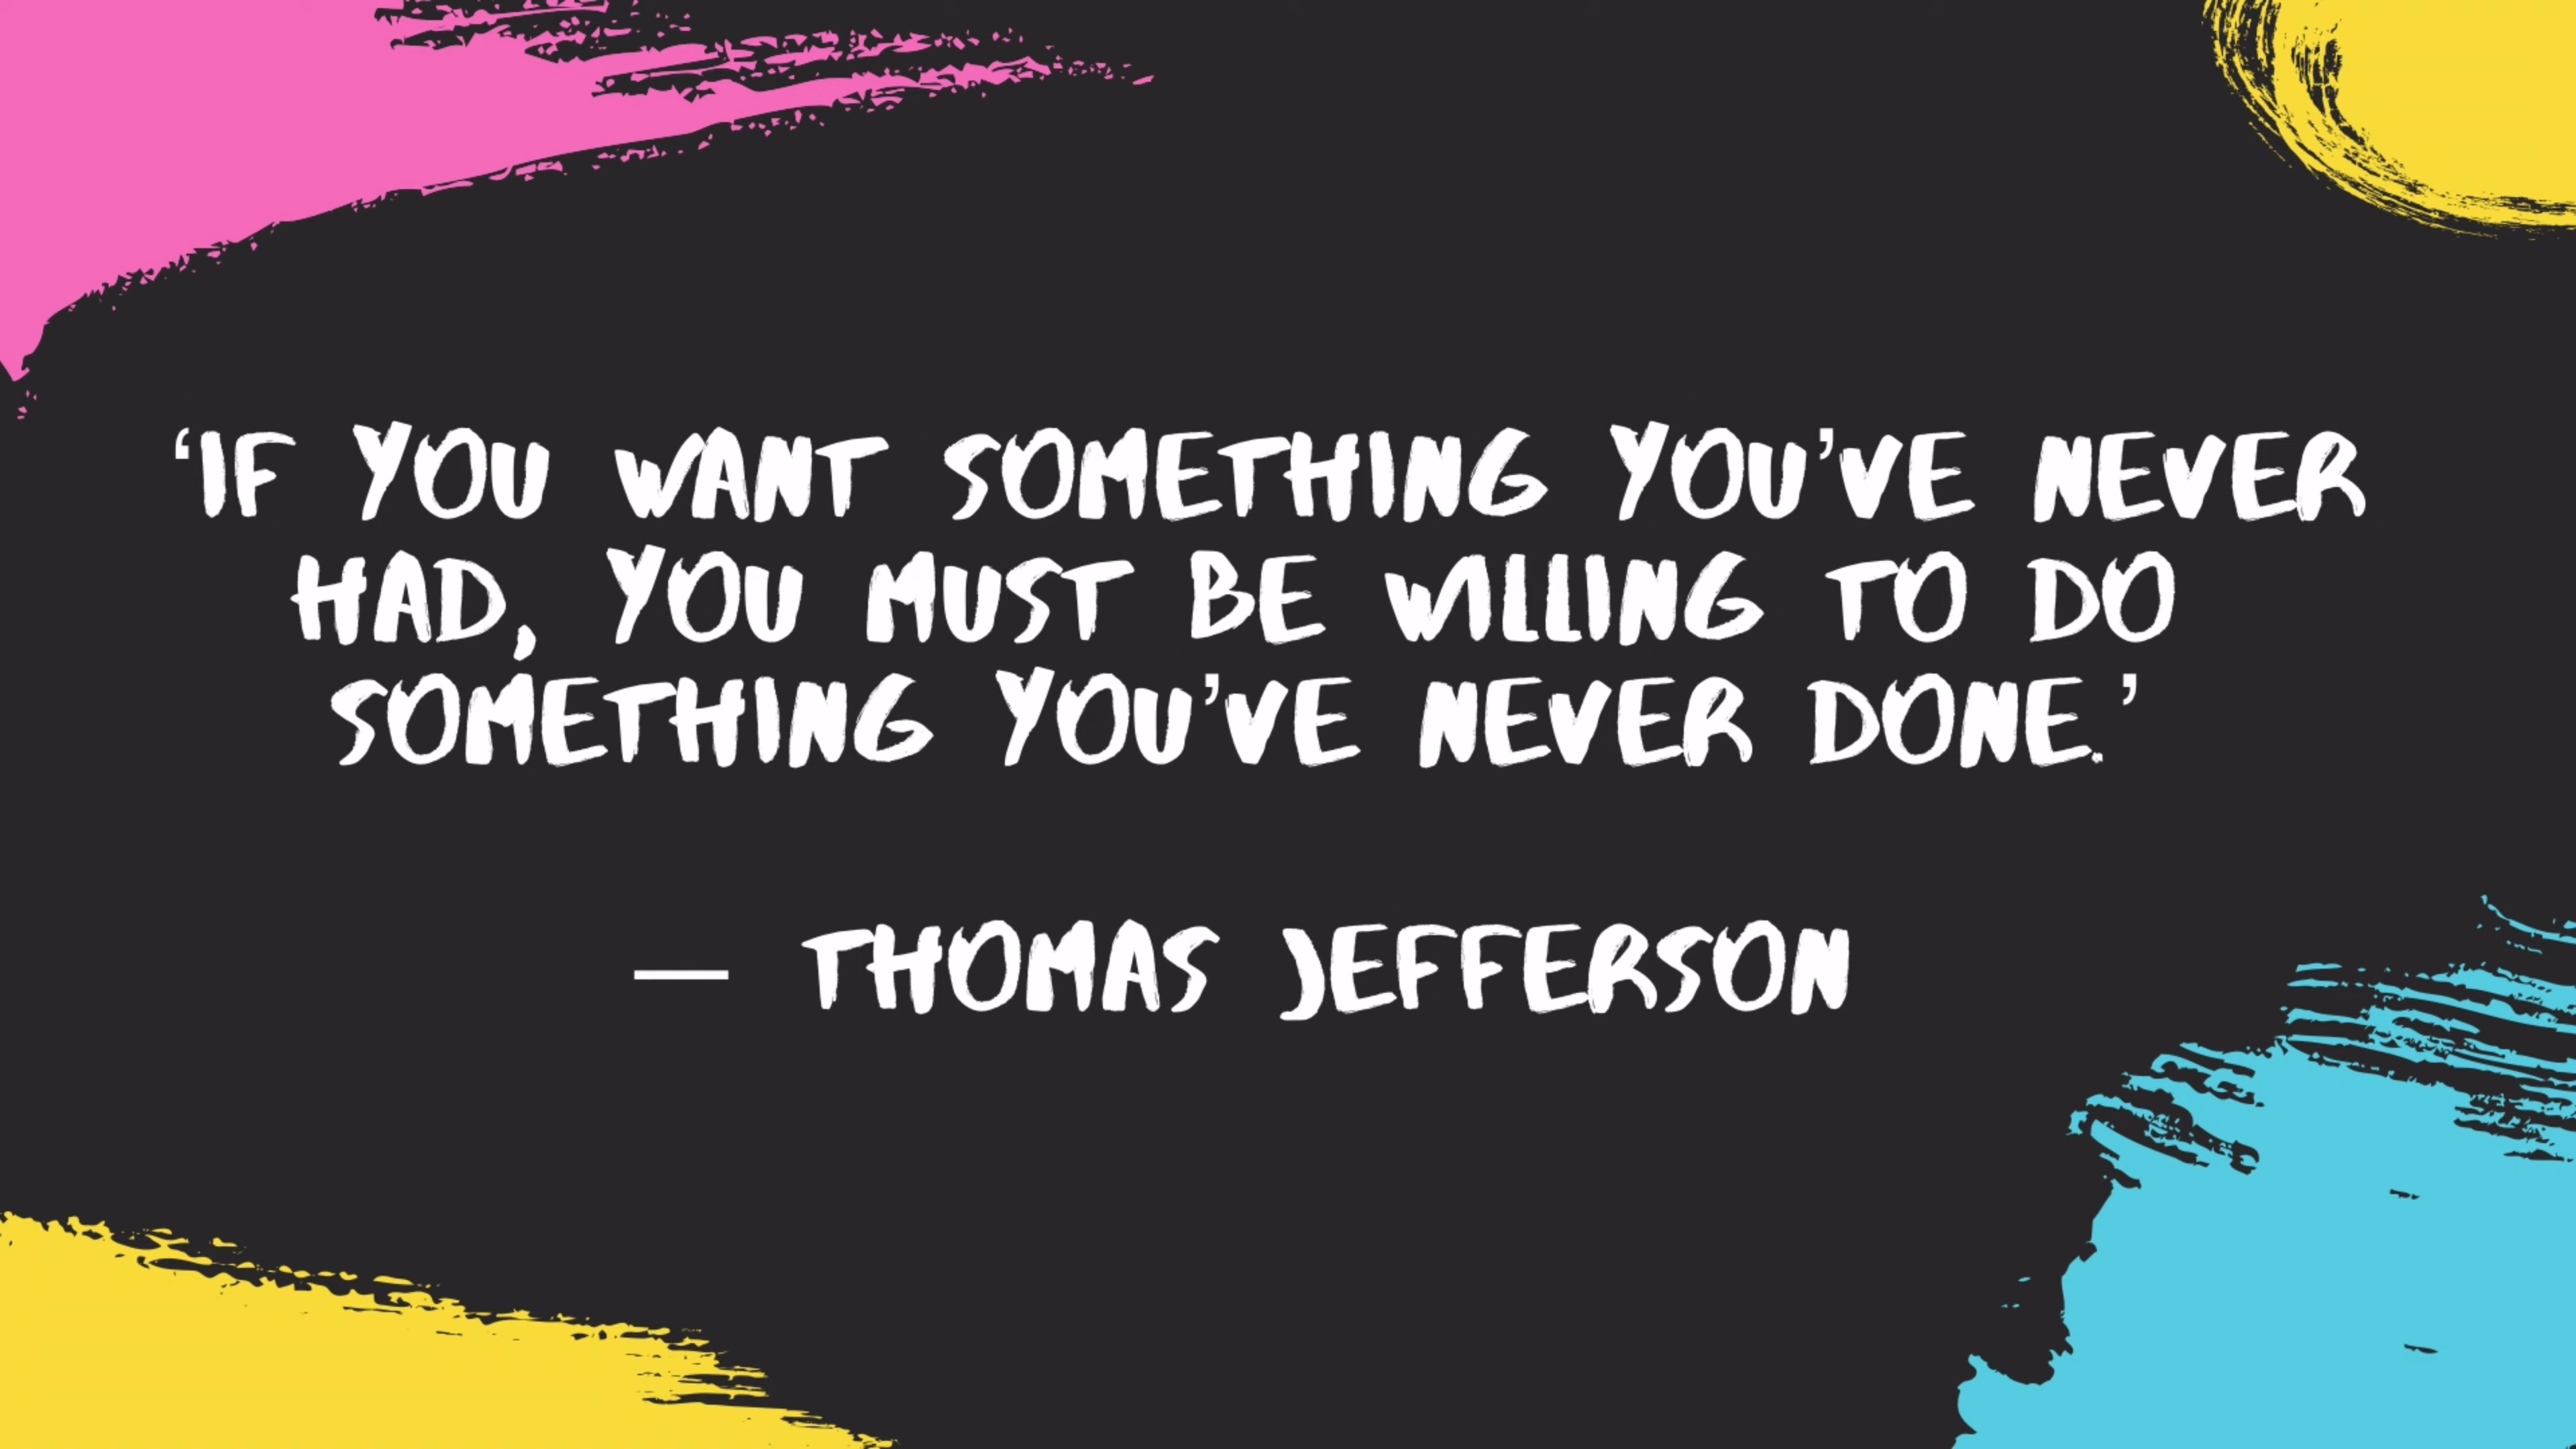 ‘IF YOU WANT SOMETHING YOU’VE NEVER
HAD, YOU MUST BE WILLING TO DO
SOMETHING YOU’VE NEVER DONE.’
— THOMAS JEFFERSON